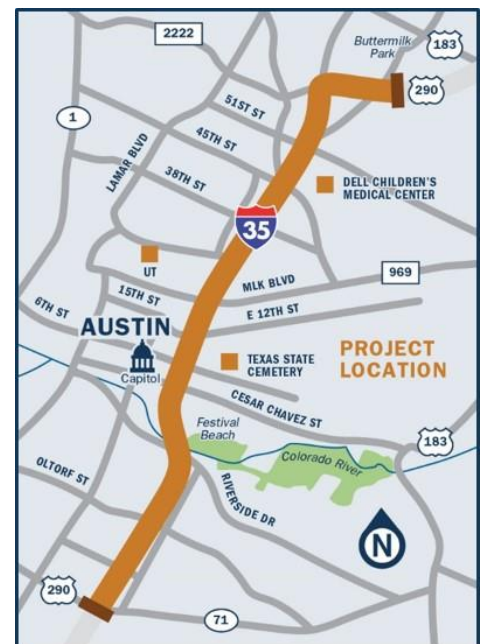 2222
Buttermilk
Park
183
290
1
51ST ST
45TH ST
LAMAR BLVD
38TH ST
DELL CHILDREN'S
MEDICAL CENTER
35
UT
969
MLK BLVD
15TH ST
E 12TH ST
6TH ST
AUSTIN
Capitol
TEXAS STATE
CEMETERY
PROJECT
LOCATION
CESAR CHAVEZ ST
Festival
Beach
183
Colorado River
OLTORF ST
RIVERSIDE DR
N
290
71